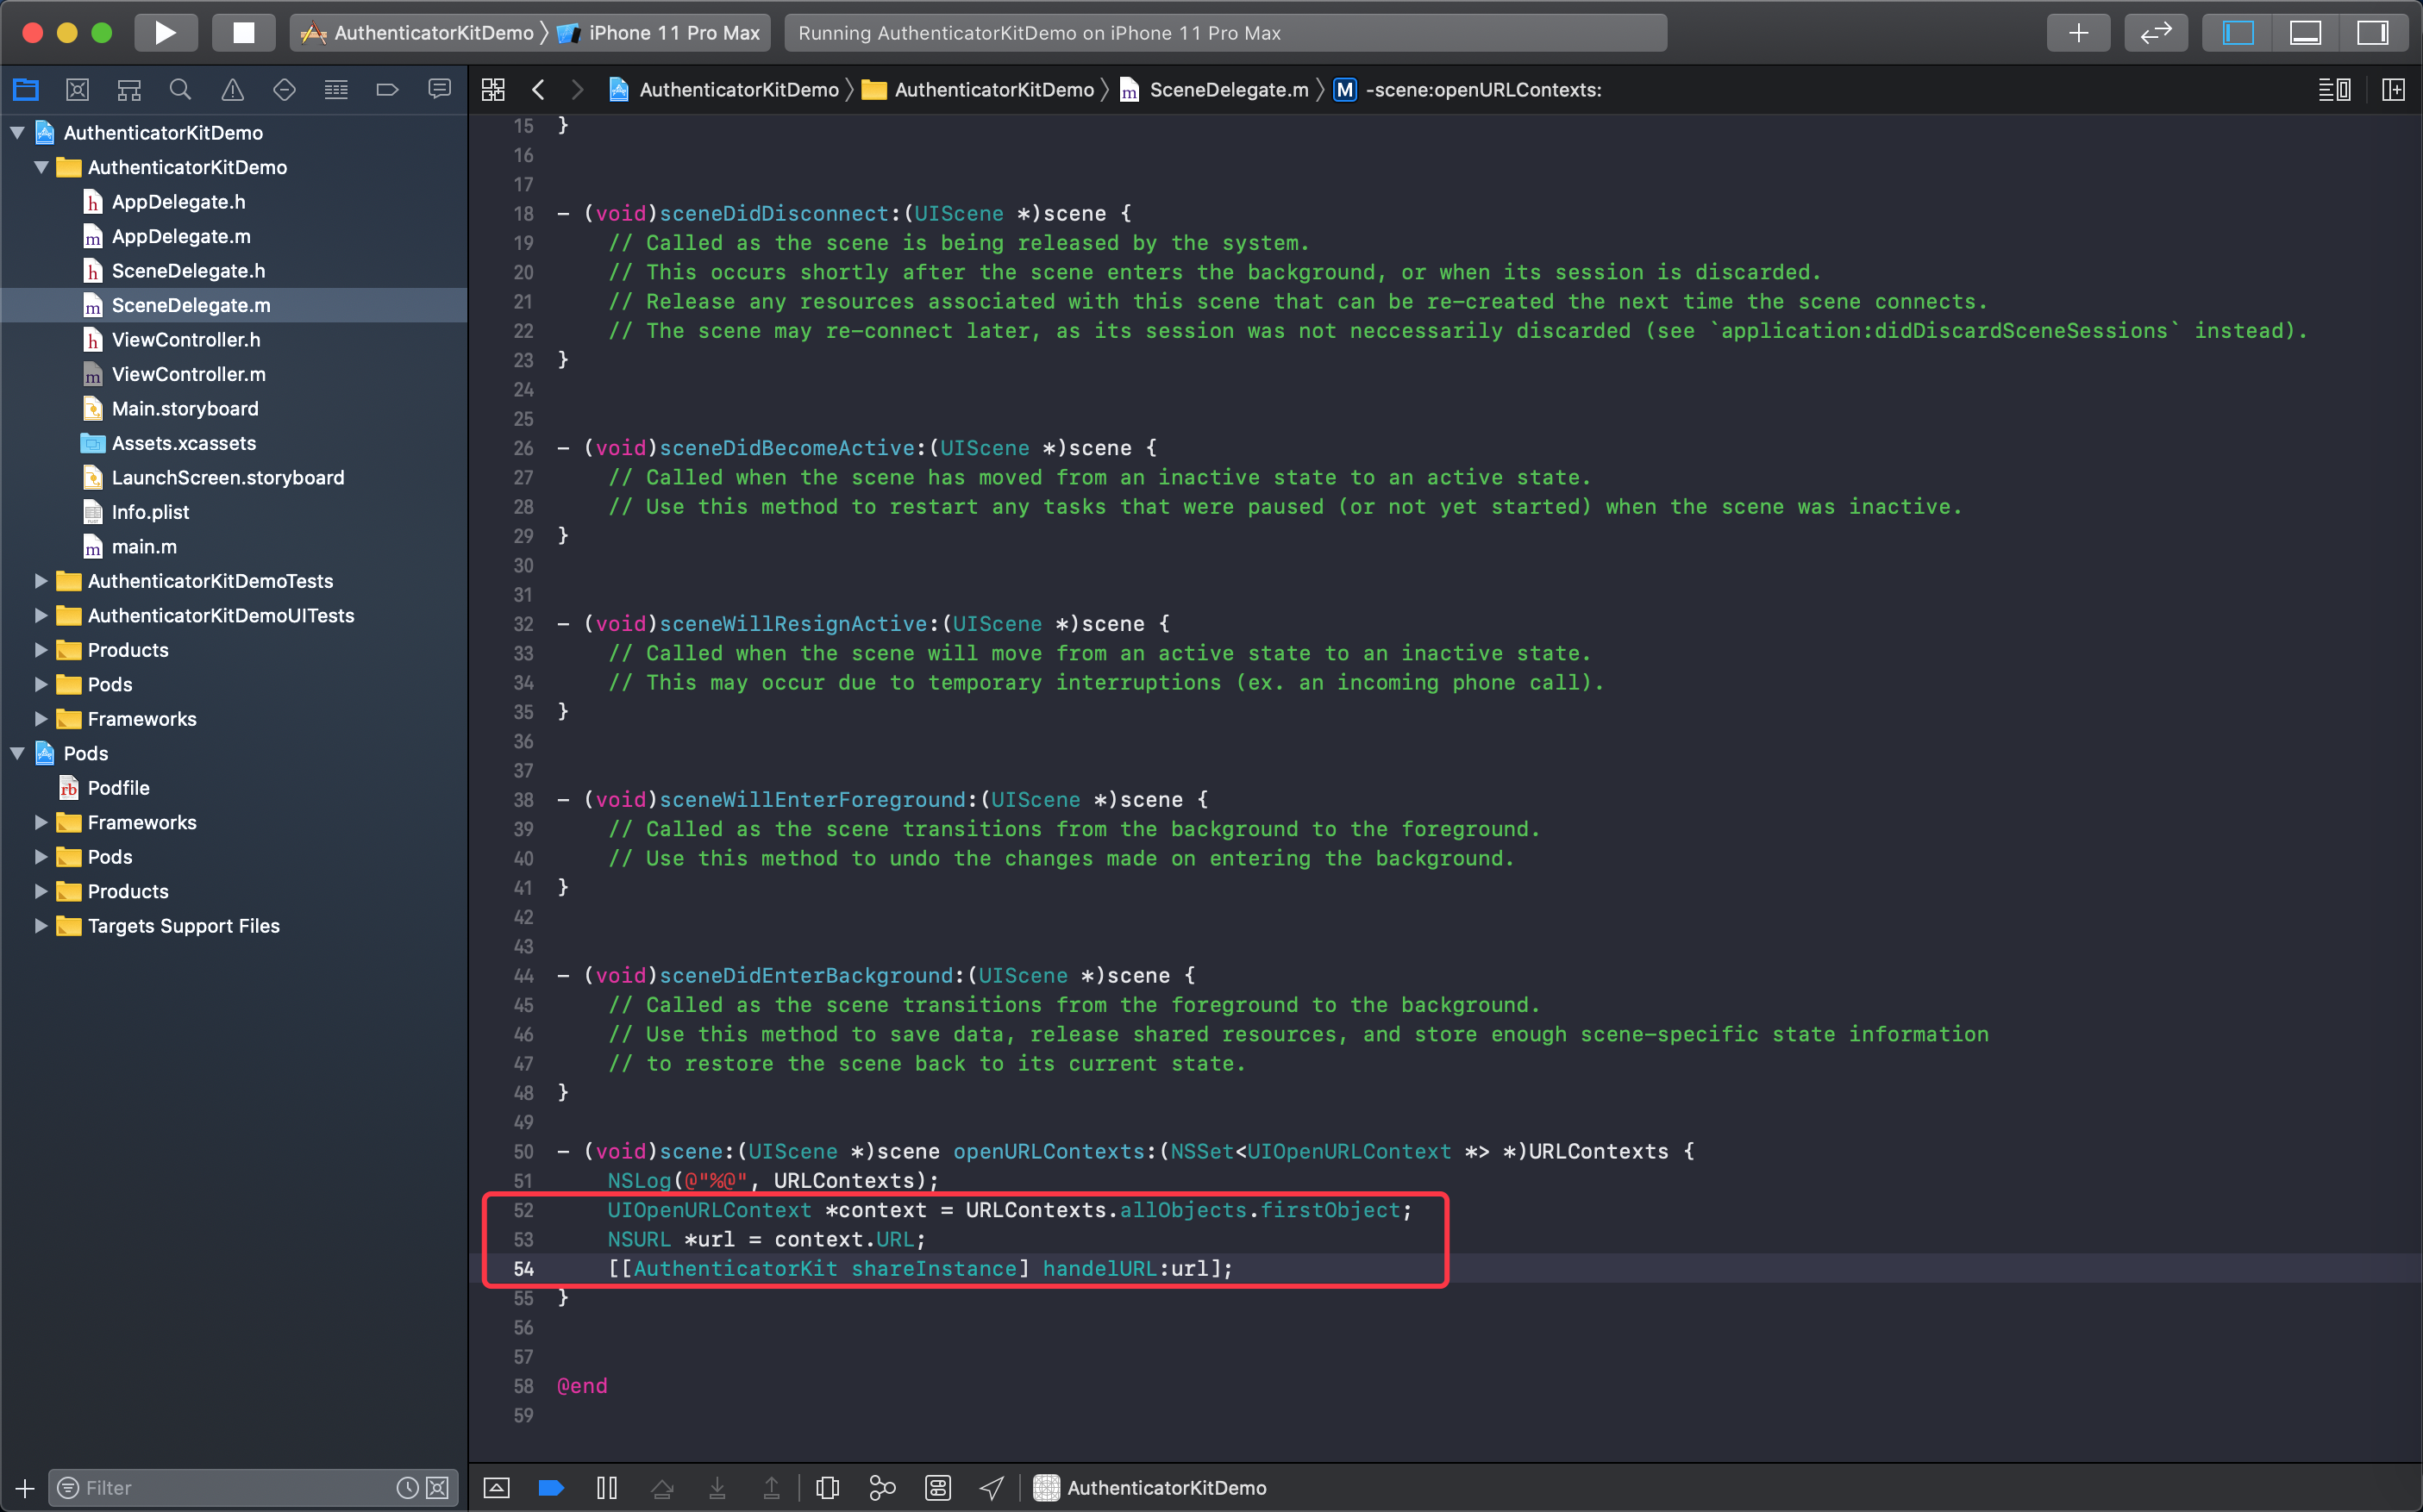 AuthenticatorKitDemo 〉 iPhone 11 Pro Max
Running AuthenticatorKitDemo on iPhone 11 Pro Max
AuthenticatorKitDemo 〉 AuthenticatorKitDemo 〉 m SceneDelegate.m 〉 M -scene:openURLContexts:
AuthenticatorKitDemo
AuthenticatorKitDemo
h AppDelegate.h
m AppDelegate.m
h SceneDelegate.h
m SceneDelegate.m
h ViewController.h
m ViewController.m
Main.storyboard
Assets.xcassets
LaunchScreen.storyboard
Info.plist
m main.m
AuthenticatorKitDemoTests
AuthenticatorKitDemoUITests
Products
Pods
Frameworks
Pods
rb Podfile
Frameworks
Pods
Products
Targets Support Files
Filter
15 }
16
17
18 - (void)sceneDidDisconnect:(UIScene *)scene {
19 // Called as the scene is being released by the system.
20 // This occurs shortly after the scene enters the background, or when its session is discarded.
21 // Release any resources associated with this scene that can be re-created the next time the scene connects.
22 // The scene may re-connect later, as its session was not neccessarily discarded (see `application:didDiscardSceneSessions` instead).
23 }
24
25
26 - (void)sceneDidBecomeActive:(UIScene *)scene {
27 // Called when the scene has moved from an inactive state to an active state.
28 // Use this method to restart any tasks that were paused (or not yet started) when the scene was inactive.
29 }
30
31
32 - (void)sceneWillResignActive:(UIScene *)scene {
33 // Called when the scene will move from an active state to an inactive state.
34 // This may occur due to temporary interruptions (ex. an incoming phone call).
35 }
36
37
38 - (void)sceneWillEnterForeground:(UIScene *)scene {
39 // Called as the scene transitions from the background to the foreground.
40 // Use this method to undo the changes made on entering the background.
41 }
42
43
44 - (void)sceneDidEnterBackground:(UIScene *)scene {
45 // Called as the scene transitions from the foreground to the background.
46 // Use this method to save data, release shared resources, and store enough scene-specific state information
47 // to restore the scene back to its current state.
48 }
49
50 - (void)scene:(UIScene *)scene openURLContexts:(NSSet<UIOpenURLContext *> *)URLContexts {
51 NSLog(@"%@", URLContexts);
52 UIOpenURLContext *context = URLContexts.allObjects.firstObject;
53 NSURL *url = context.URL;
54 [[AuthenticatorKit shareInstance] handelURL:url];
55 }
56
57
58 @end
59
AuthenticatorKitDemo